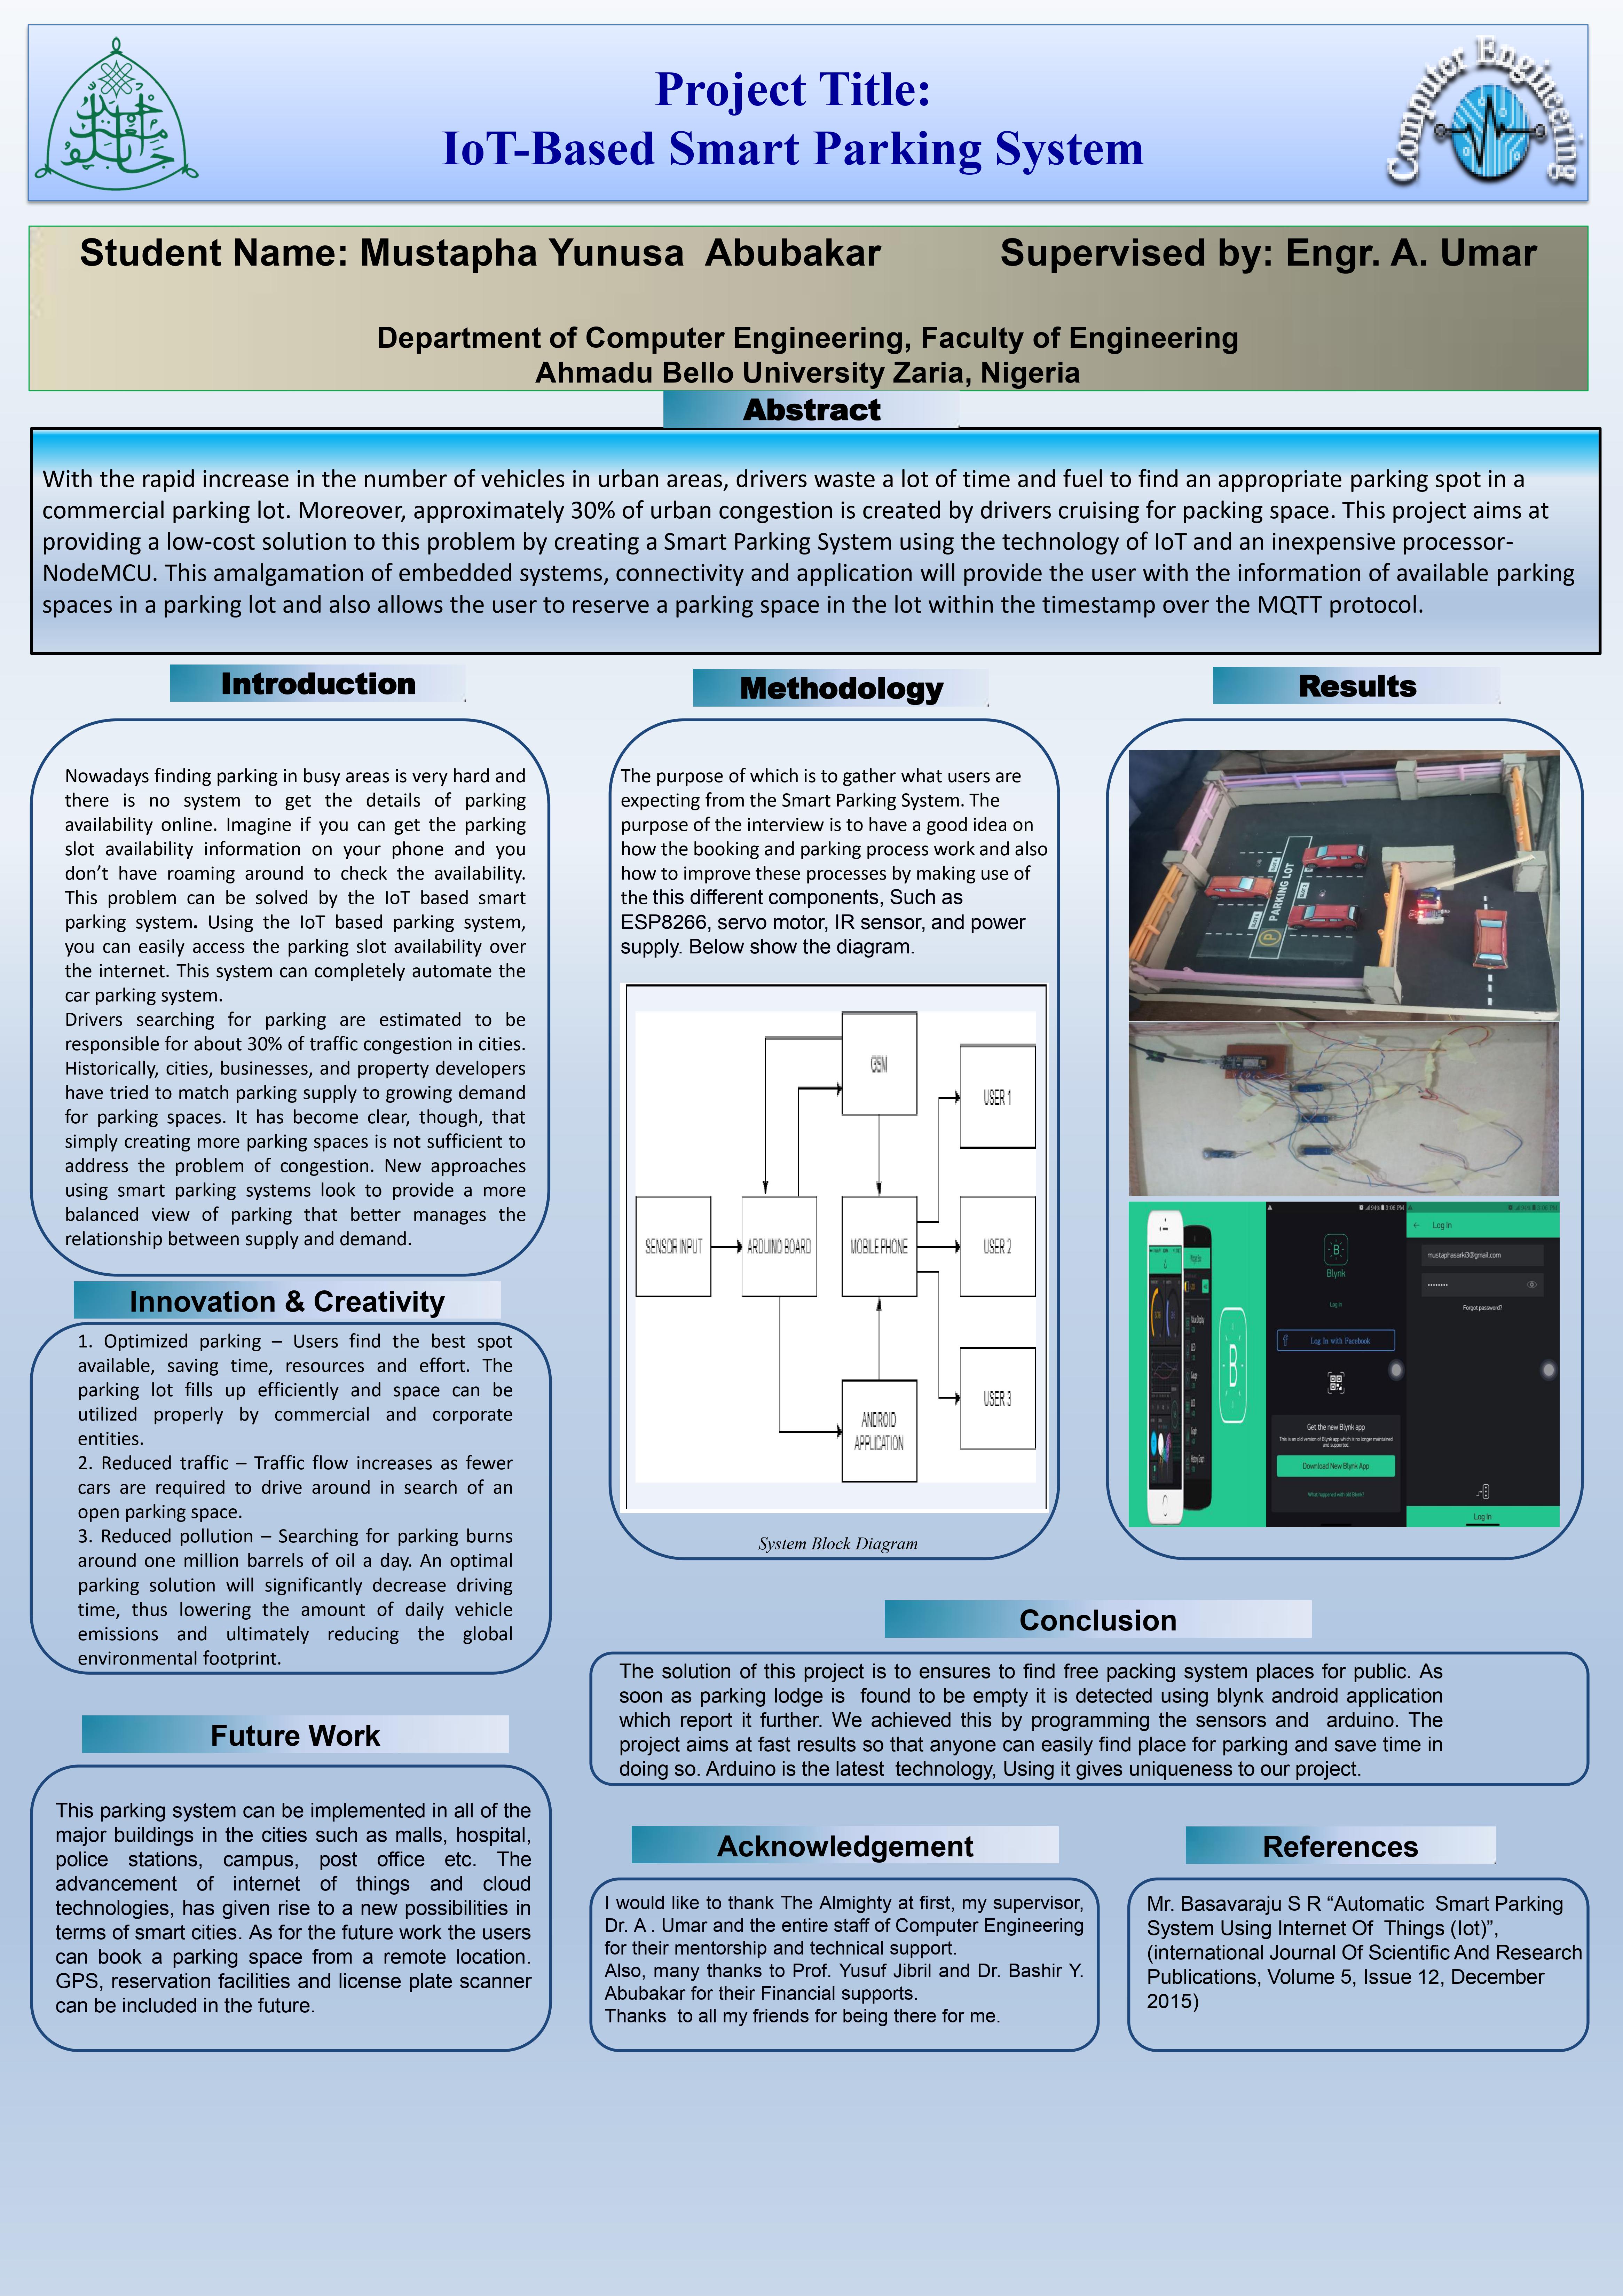 Project Title:
IoT-Based Smart Parking System
Computer Engineering
Student Name: Mustapha Yunusa  Abubakar
Supervised by: Engr. A. Umar
Department of Computer Engineering, Faculty of Engineering
Ahmadu Bello University Zaria, Nigeria
Abstract
With the rapid increase in the number of vehicles in urban areas, drivers waste a lot of time and fuel to find an appropriate parking spot in a
commercial parking lot. Moreover, approximately 30% of urban congestion is created by drivers cruising for packing space. This project aims at
providing a low-cost solution to this problem by creating a Smart Parking System using the technology of IoT and an inexpensive processor-
NodeMCU. This amalgamation of embedded systems, connectivity and application will provide the user with the information of available parking
spaces in a parking lot and also allows the user to reserve a parking space in the lot within the timestamp over the MQTT protocol.
Introduction
Nowadays finding parking in busy areas is very hard and
there is no system to get the details of parking
availability online. Imagine if you can get the parking
slot availability information on your phone and you
don’t have roaming around to check the availability.
This problem can be solved by the IoT based smart
parking system. Using the IoT based parking system,
you can easily access the parking slot availability over
the internet. This system can completely automate the
car parking system.
Drivers searching for parking are estimated to be
responsible for about 30% of traffic congestion in cities.
Historically, cities, businesses, and property developers
have tried to match parking supply to growing demand
for parking spaces. It has become clear, though, that
simply creating more parking spaces is not sufficient to
address the problem of congestion. New approaches
using smart parking systems look to provide a more
balanced view of parking that better manages the
relationship between supply and demand.
Innovation & Creativity
1. Optimized parking – Users find the best spot
available, saving time, resources and effort. The
parking lot fills up efficiently and space can be
utilized properly by commercial and corporate
entities.
2. Reduced traffic – Traffic flow increases as fewer
cars are required to drive around in search of an
open parking space.
3. Reduced pollution – Searching for parking burns
around one million barrels of oil a day. An optimal
parking solution will significantly decrease driving
time, thus lowering the amount of daily vehicle
emissions and ultimately reducing the global
environmental footprint.
Future Work
This parking system can be implemented in all of the
major buildings in the cities such as malls, hospital,
police stations, campus, post office etc. The
advancement of internet of things and cloud
technologies, has given rise to a new possibilities in
terms of smart cities. As for the future work the users
can book a parking space from a remote location.
GPS, reservation facilities and license plate scanner
can be included in the future.
Methodology
The purpose of which is to gather what users are
expecting from the Smart Parking System. The
purpose of the interview is to have a good idea on
how the booking and parking process work and also
how to improve these processes by making use of
the this different components, Such as
ESP8266, servo motor, IR sensor, and power
supply. Below show the diagram.
GSM
USER 1
SENSOR INPUT
ARDUINO BOARD
MOBILE PHONE
USER 2
USER 3
ANDROID
APPLICATION
System Block Diagram
Results
PARKING LOT
P
94% 3:06 PM
B
Blynk
Log In
Log In with Facebook
Get the new Blynk app
This is an old version of Blynk app which is no longer maintained
and supported.
Download New Blynk App
What happened with old Blynk?
B
Log In
mustaphasarki3@gmail.com
Forgot password?
Log In
Conclusion
The solution of this project is to ensures to find free packing system places for public. As
soon as parking lodge is  found to be empty it is detected using blynk android application
which report it further. We achieved this by programming the sensors and  arduino. The
project aims at fast results so that anyone can easily find place for parking and save time in
doing so. Arduino is the latest  technology, Using it gives uniqueness to our project.
Acknowledgement
I would like to thank The Almighty at first, my supervisor,
Dr. A . Umar and the entire staff of Computer Engineering
for their mentorship and technical support.
Also, many thanks to Prof. Yusuf Jibril and Dr. Bashir Y.
Abubakar for their Financial supports.
Thanks  to all my friends for being there for me.
References
Mr. Basavaraju S R “Automatic  Smart Parking
System Using Internet Of  Things (Iot)”,
(international Journal Of Scientific And Research
Publications, Volume 5, Issue 12, December
2015)